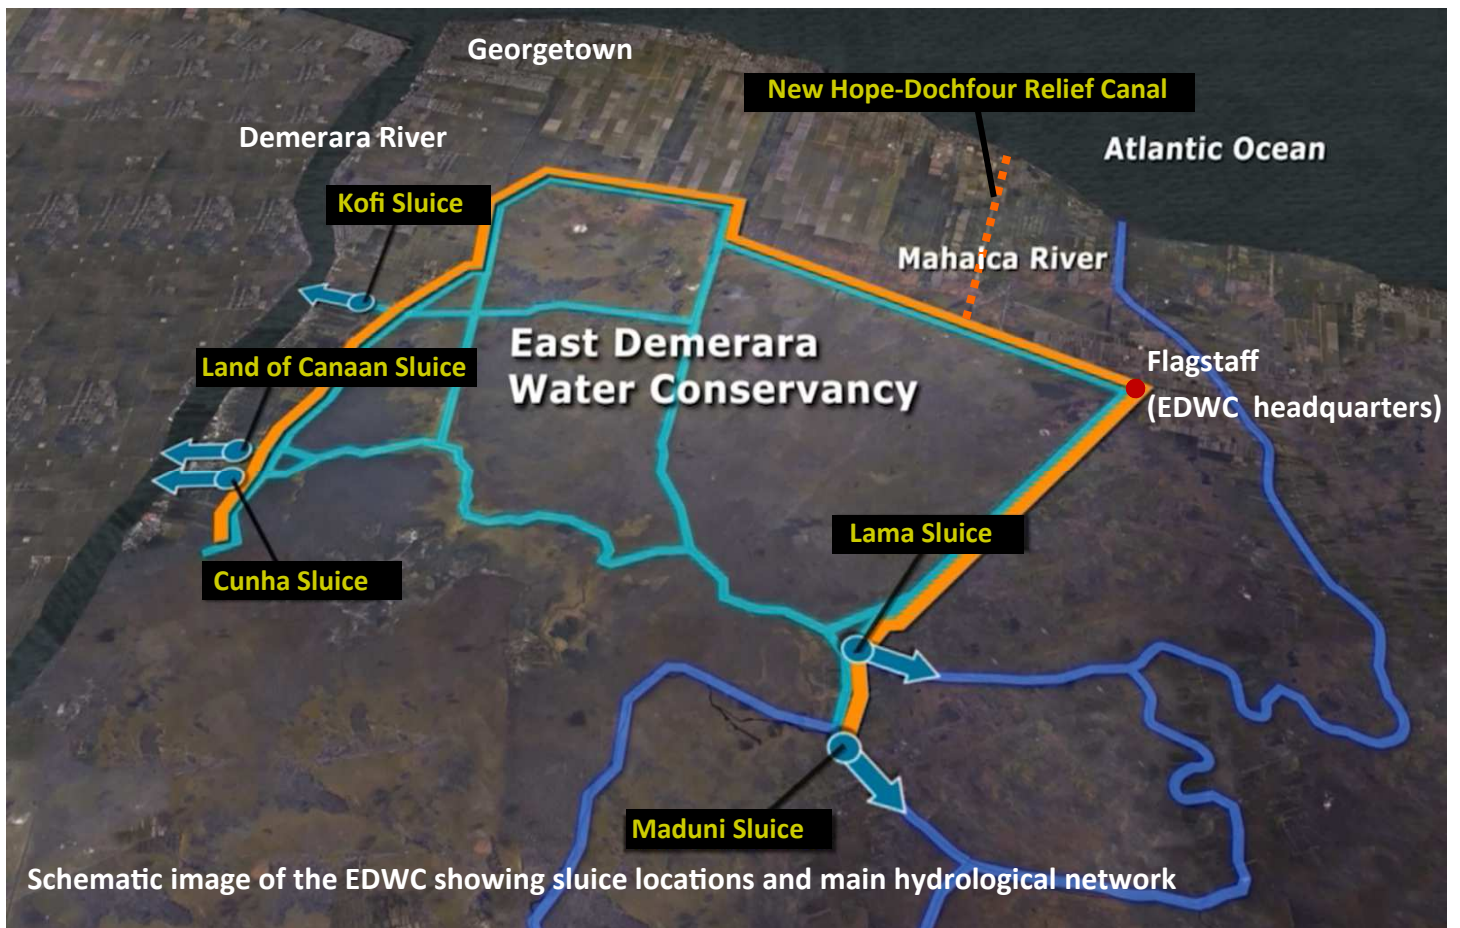 Georgetown
New Hope-Dochfour Relief Canal
Demerara River
Atlantic Ocean
Kofi Sluice
Mahaica River
East Demerara
Water Conservancy
Land of Canaan Sluice
Flagstaff
(EDWC headquarters)
Lama Sluice
Cunha Sluice
Maduni Sluice
Schematic image of the EDWC showing sluice locations and main hydrological network